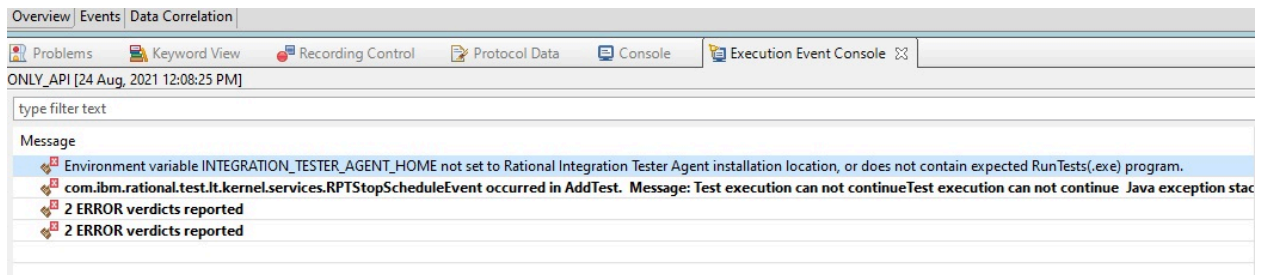 Overview Events Data Correlation
Problems Keyword View Recording Control Protocol Data Console Execution Event Console
ONLY_API [24 Aug, 2021 12:08:25 PM]
type filter text
Message
Environment variable INTEGRATION_TESTER_AGENT_HOME not set to Rational Integration Tester Agent installation location, or does not contain expected RunTests(.exe) program.
com.ibm.rational.test.lt.kernel.services.RPTStopScheduleEvent occurred in AddTest. Message: Test execution can not continueTest execution can not continue Java exception stac
2 ERROR verdicts reported
2 ERROR verdicts reported